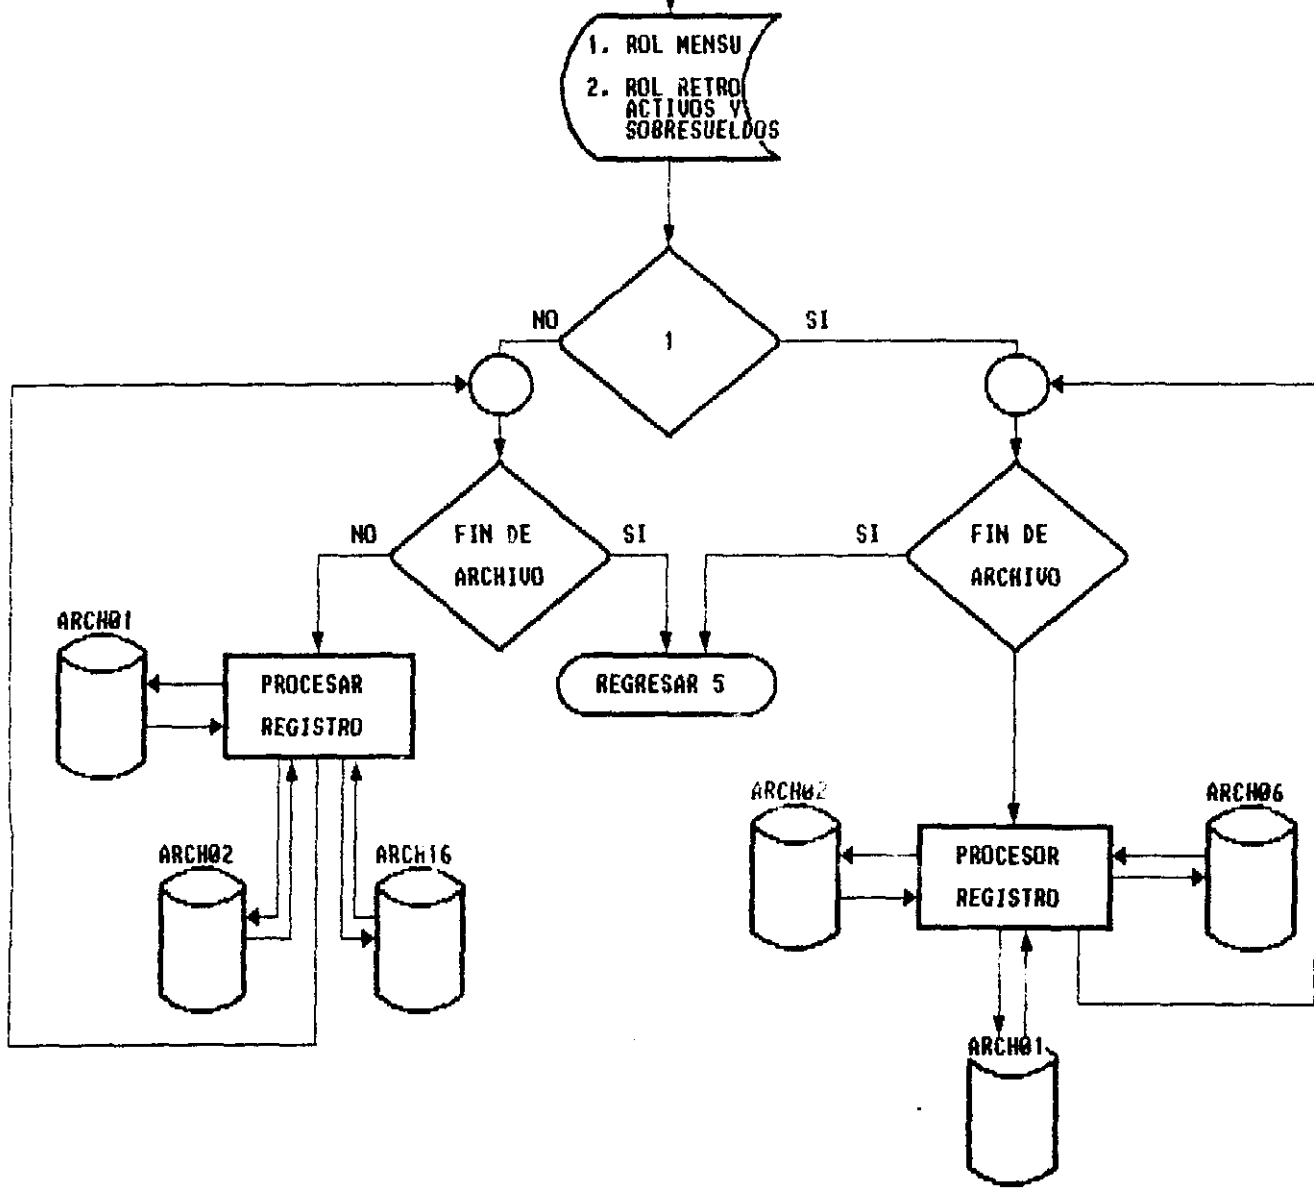 1. ROL MENSU
2. ROL RETRO
ACTIVOS Y
SOBRESUELDOS
1
NO
SI
NO
FIN DE
ARCHIVO
SI
SI
FIN DE
ARCHIVO
ARCH01
PROCESAR
REGISTRO
REGRESAR 5
ARCH02
ARCH16
ARCH02
PROCESOR
REGISTRO
ARCH06
ARCH01